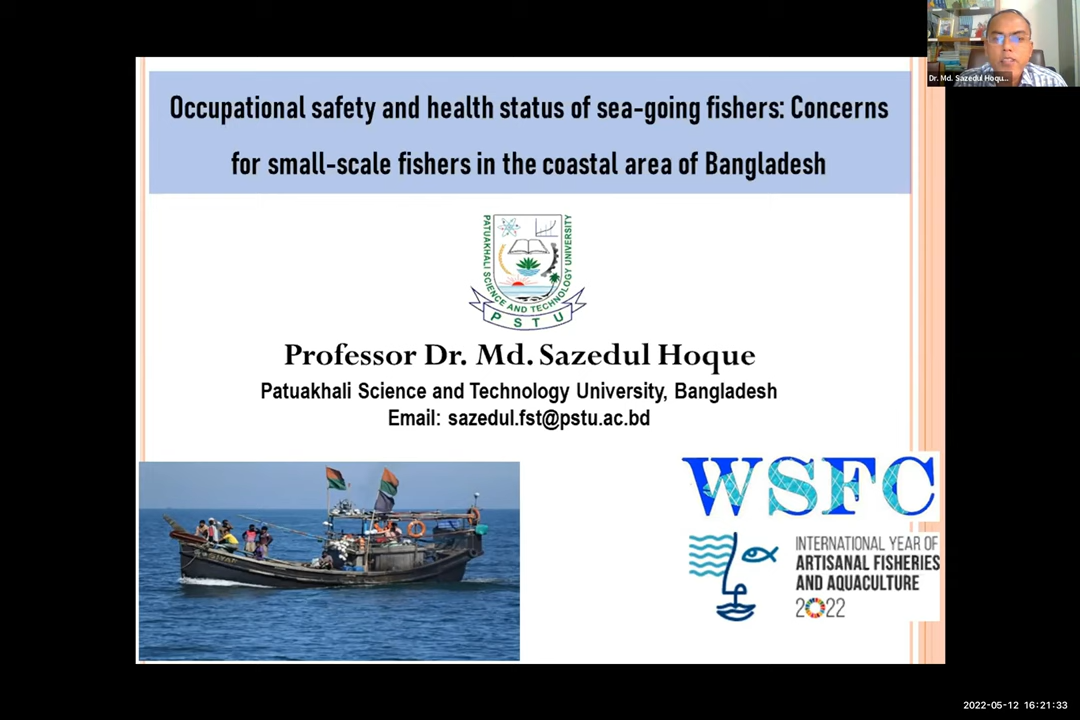 Dr. Md. Sazedul Hoqu...
Occupational safety and health status of sea-going fishers: Concerns
for small-scale fishers in the coastal area of Bangladesh
PATUAKHALI SCIENCE AND TECHNOLOGY UNIVERSITY
PSTU
Professor Dr. Md. Sazedul Hoque
Patuakhali Science and Technology University, Bangladesh
Email: sazedul.fst@pstu.ac.bd
WSFC
INTERNATIONAL YEAR OF
ARTISANAL FISHERIES
AND AQUACULTURE
2022
2022-05-12 16:21:33